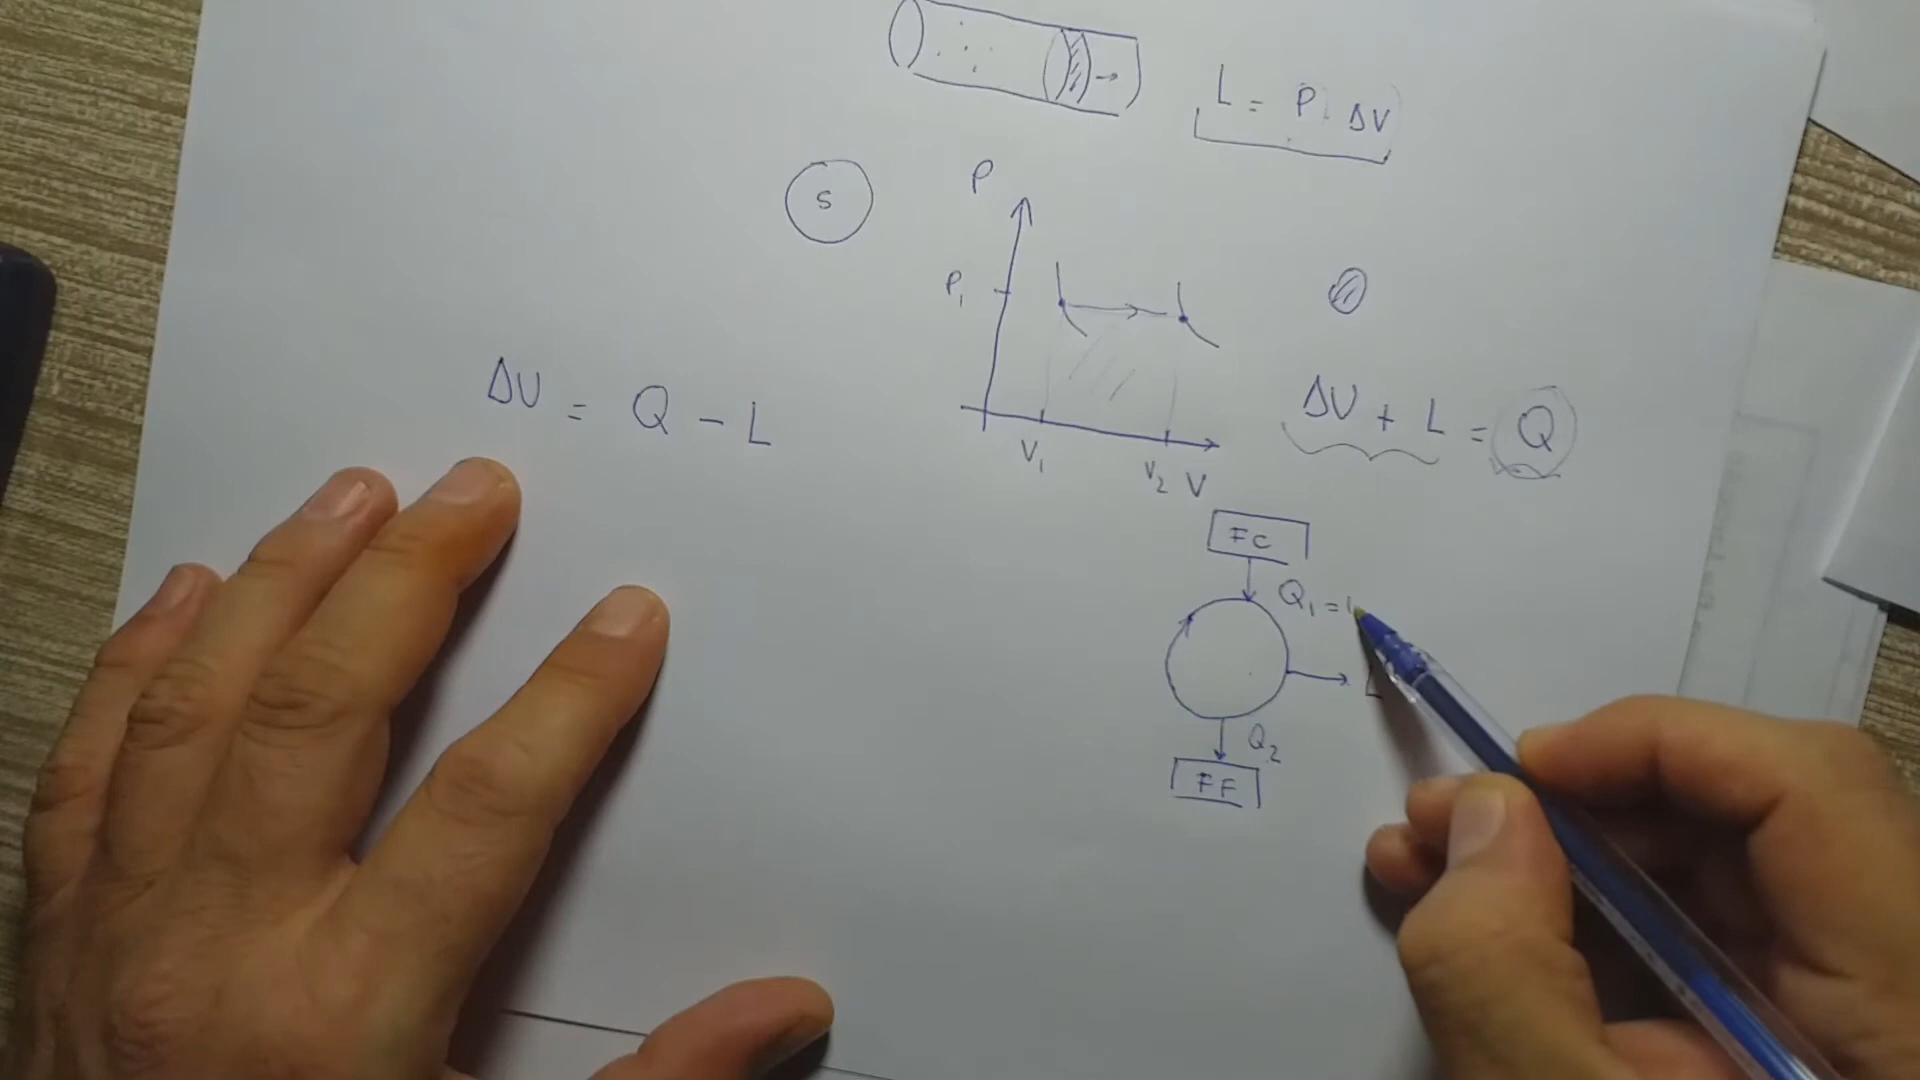 L = P ΔV
S
P
P₁
V₁ V₂ V
ΔU = Q - L
ΔU + L = Q
FC
Q₁ =
L
Q₂
FF